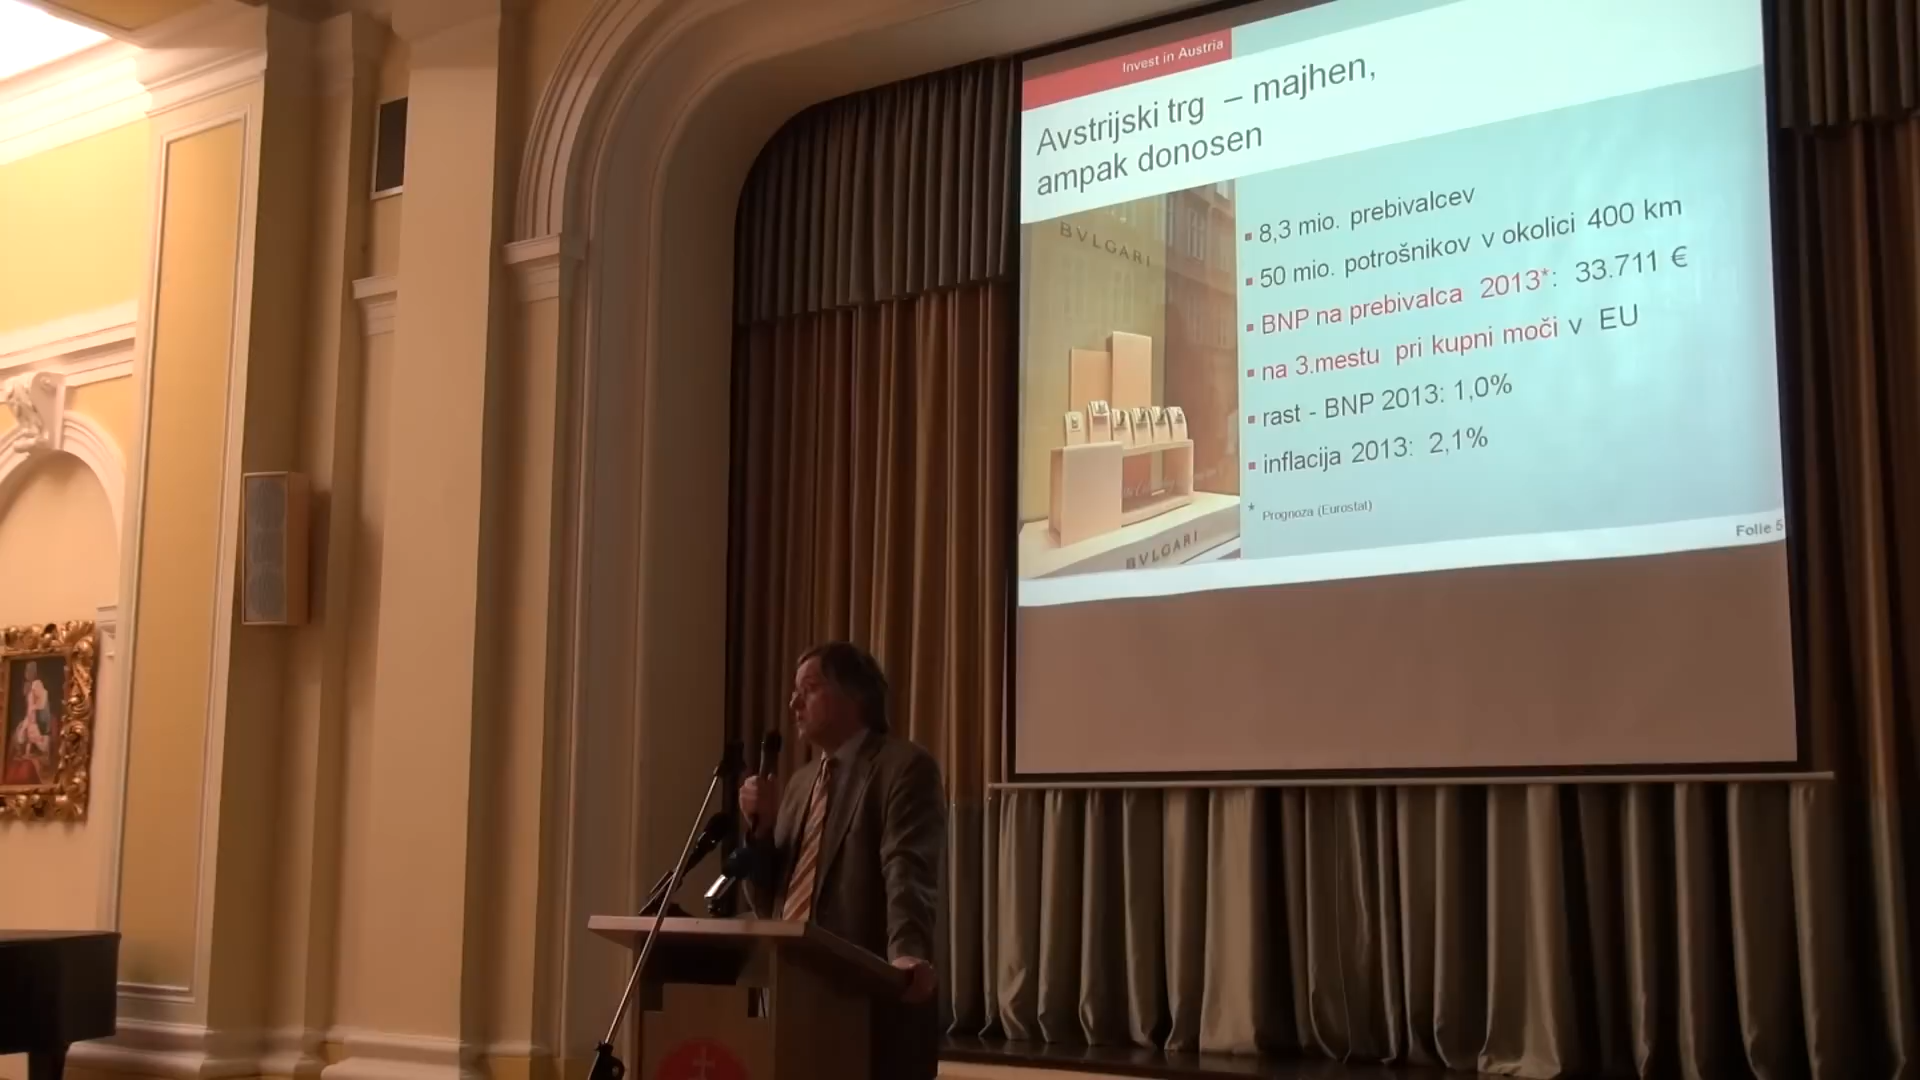 Invest in Austria
Avstrijski trg – majhen,
ampak donosen
BVLGARI
▪ 8,3 mio. prebivalcev
▪ 50 mio. potrošnikov v okolici 400 km
▪ BNP na prebivalca 2013*: 33.711 €
▪ na 3.mestu pri kupni moči v EU
▪ rast - BNP 2013: 1,0%
▪ inflacija 2013: 2,1%
* Prognoza (Eurostat)
BVLGARI
Folie 5